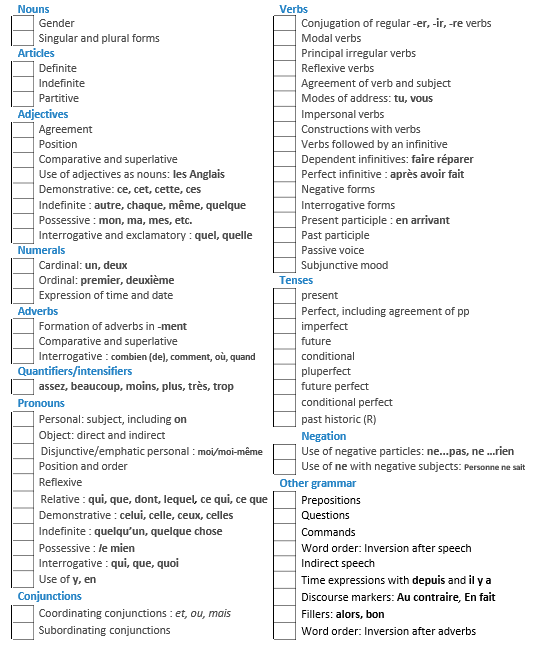 Nouns
Gender
Singular and plural forms
Articles
Definite
Indefinite
Partitive
Adjectives
Agreement
Position
Comparative and superlative
Use of adjectives as nouns: les Anglais
Demonstrative: ce, cet, cette, ces
Indefinite : autre, chaque, même, quelque
Possessive : mon, ma, mes, etc.
Interrogative and exclamatory : quel, quelle
Numerals
Cardinal: un, deux
Ordinal: premier, deuxième
Expression of time and date
Adverbs
Formation of adverbs in -ment
Comparative and superlative
Interrogative : combien (de), comment, où, quand
Quantifiers/intensifiers
assez, beaucoup, moins, plus, très, trop
Pronouns
Personal: subject, including on
Object: direct and indirect
Disjunctive/emphatic personal : moi/moi-même
Position and order
Reflexive
Relative : qui, que, dont, lequel, ce qui, ce que
Demonstrative : celui, celle, ceux, celles
Indefinite : quelqu'un, quelque chose
Possessive : le mien
Interrogative : qui, que, quoi
Use of y, en
Conjunctions
Coordinating conjunctions : et, ou, mais
Subordinating conjunctions
Verbs
Conjugation of regular -er, -ir, -re verbs
Modal verbs
Principal irregular verbs
Reflexive verbs
Agreement of verb and subject
Modes of address: tu, vous
Impersonal verbs
Constructions with verbs
Verbs followed by an infinitive
Dependent infinitives: faire réparer
Perfect infinitive : après avoir fait
Negative forms
Interrogative forms
Present participle : en arrivant
Past participle
Passive voice
Subjunctive mood
Tenses
present
Perfect, including agreement of pp
imperfect
future
conditional
pluperfect
future perfect
conditional perfect
past historic (R)
Negation
Use of negative particles: ne...pas, ne ...rien
Use of ne with negative subjects: Personne ne sait
Other grammar
Prepositions
Questions
Commands
Word order: Inversion after speech
Indirect speech
Time expressions with depuis and il y a
Discourse markers: Au contraire, En fait
Fillers: alors, bon
Word order: Inversion after adverbs